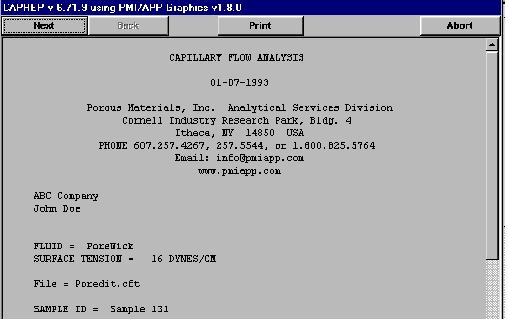 CAPREP v 6.71.9 using PMI/APP Graphics v1.8.0
Next Back Print Abort
CAPILLARY FLOW ANALYSIS
01-07-1993
Porous Materials, Inc. Analytical Services Division
Cornell Industry Research Park, Bldg. 4
Ithaca, NY 14850 USA
PHONE 607.257.4267, 257.5544, or 1.800.825.5764
Email: info@pmiapp.com
www.pmiapp.com
ABC Company
John Doe
FLUID = PoreWick
SURFACE TENSION = 16 DYNES/CM
File = Poredit.cft
SAMPLE ID = Sample 131